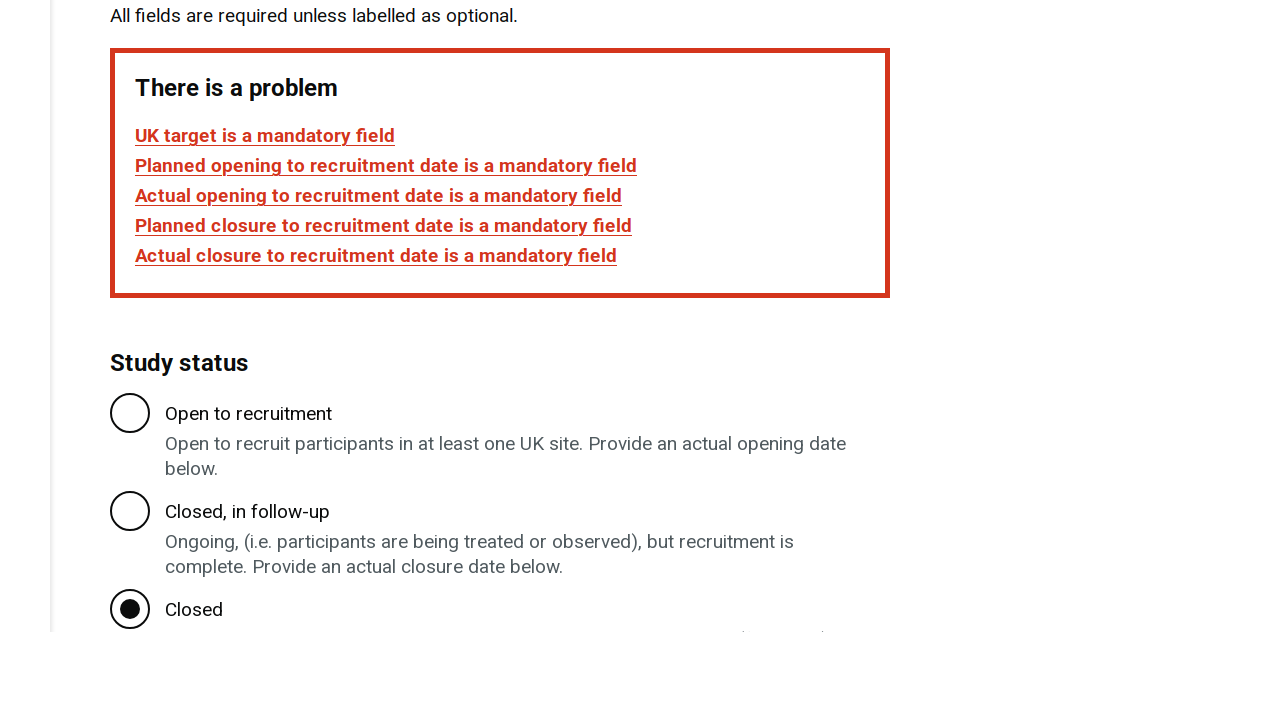 All fields are required unless labelled as optional.
There is a problem
UK target is a mandatory field
Planned opening to recruitment date is a mandatory field
Actual opening to recruitment date is a mandatory field
Planned closure to recruitment date is a mandatory field
Actual closure to recruitment date is a mandatory field
Study status
Open to recruitment
Open to recruit participants in at least one UK site. Provide an actual opening date
below.
Closed, in follow-up
Ongoing, (i.e. participants are being treated or observed), but recruitment is
complete. Provide an actual closure date below.
Closed